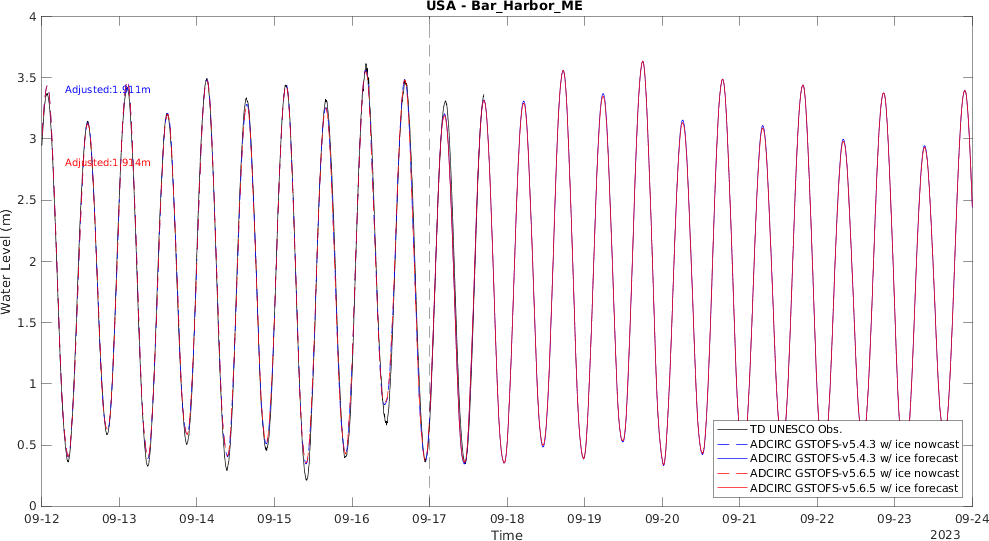 USA - Bar_Harbor_ME
4
3.5
3
2.5
2
1.5
1
0.5
0
Water Level (m)
Adjusted:1.911m
Adjusted:1.914m
TD UNESCO Obs.
ADCIRC GSTOFS-v5.4.3 w/ ice nowcast
ADCIRC GSTOFS-v5.4.3 w/ ice forecast
ADCIRC GSTOFS-v5.6.5 w/ ice nowcast
ADCIRC GSTOFS-v5.6.5 w/ ice forecast
09-12 09-13 09-14 09-15 09-16 09-17 09-18 09-19 09-20 09-21 09-22 09-23 09-24
Time
2023